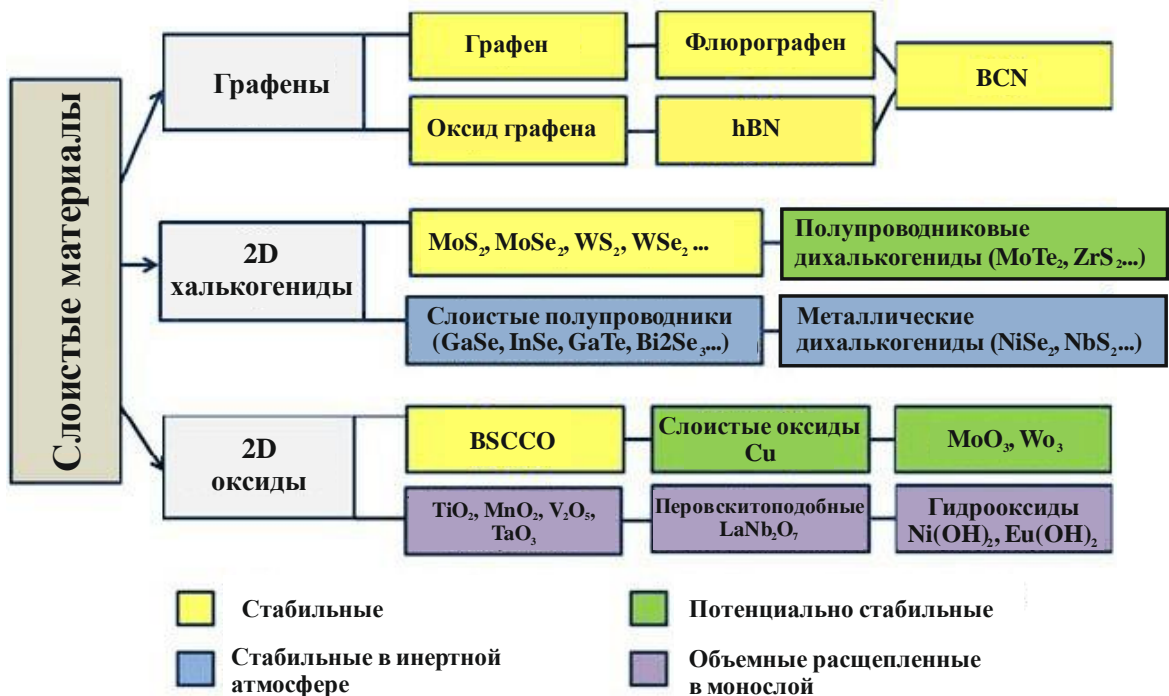 Слоистые материалы
Графены
Графен
Флюрографен
BCN
Оксид графена
hBN
2D
халькогениды
MoS₂, MoSe₂, WS₂, WSe₂ ...
Полупроводниковые
дихалькогениды (MoTe₂, ZrS₂...)
Слоистые полупроводники
(GaSe, InSe, GaTe, Bi2Se₃...)
Металлические
дихалькогениды (NiSe₂, NbS₂...)
2D
оксиды
BSCCO
Слоистые оксиды
Cu
MoO₃, Wo₃
TiO₂, MnO₂, V₂O₅,
TaO₃
Перовскитоподобные
LaNb₂O₇
Гидрооксиды
Ni(OH)₂, Eu(OH)₂
Стабильные
Потенциально стабильные
Стабильные в инертной
атмосфере
Объемные расщепленные
в монослой